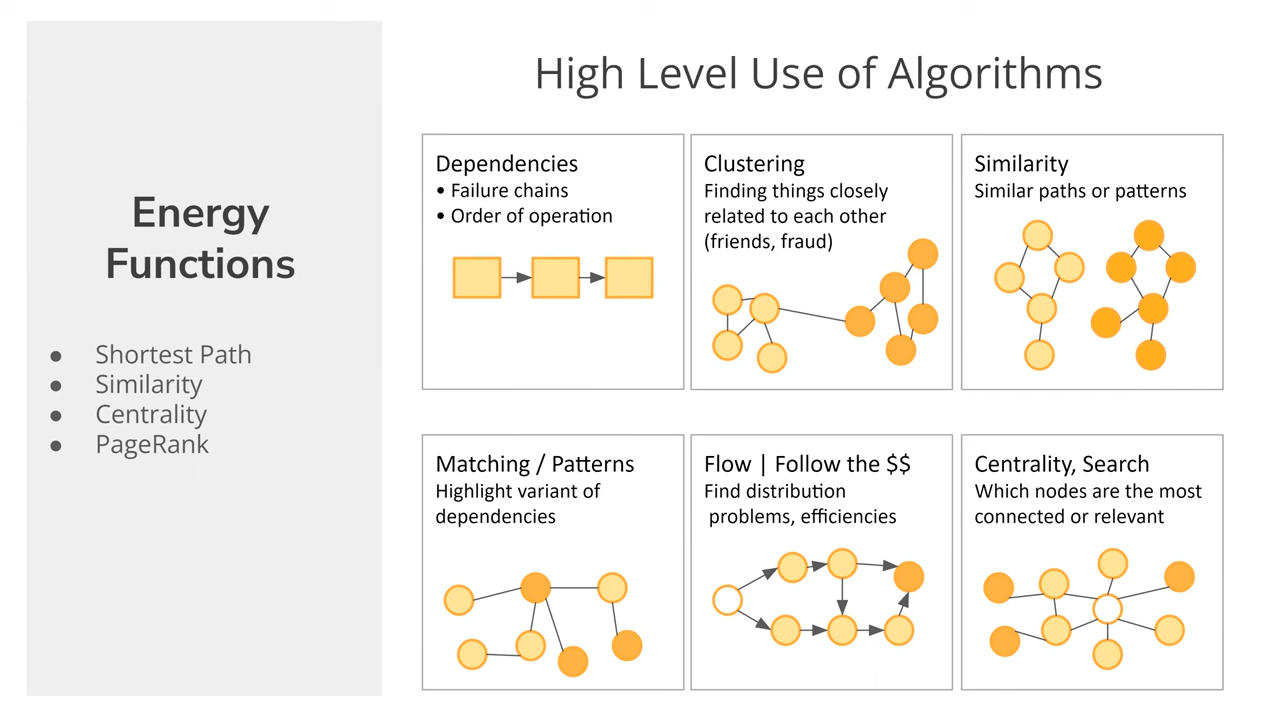 Energy
Functions
● Shortest Path
● Similarity
● Centrality
● PageRank
High Level Use of Algorithms
Dependencies
• Failure chains
• Order of operation
Clustering
Finding things closely
related to each other
(friends, fraud)
Similarity
Similar paths or patterns
Matching / Patterns
Highlight variant of
dependencies
Flow | Follow the $$
Find distribution
problems, efficiencies
Centrality, Search
Which nodes are the most
connected or relevant